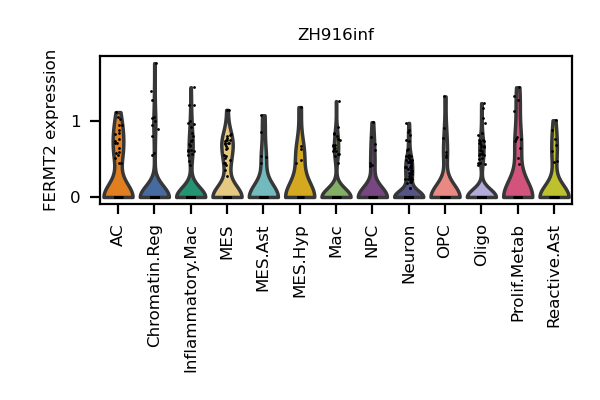 ZH916inf
FERMT2 expression
1
0
AC
Chromatin.Reg
Inflammatory.Mac
MES
MES.Ast
MES.Hyp
Mac
NPC
Neuron
OPC
Oligo
Prolif.Metab
Reactive.Ast